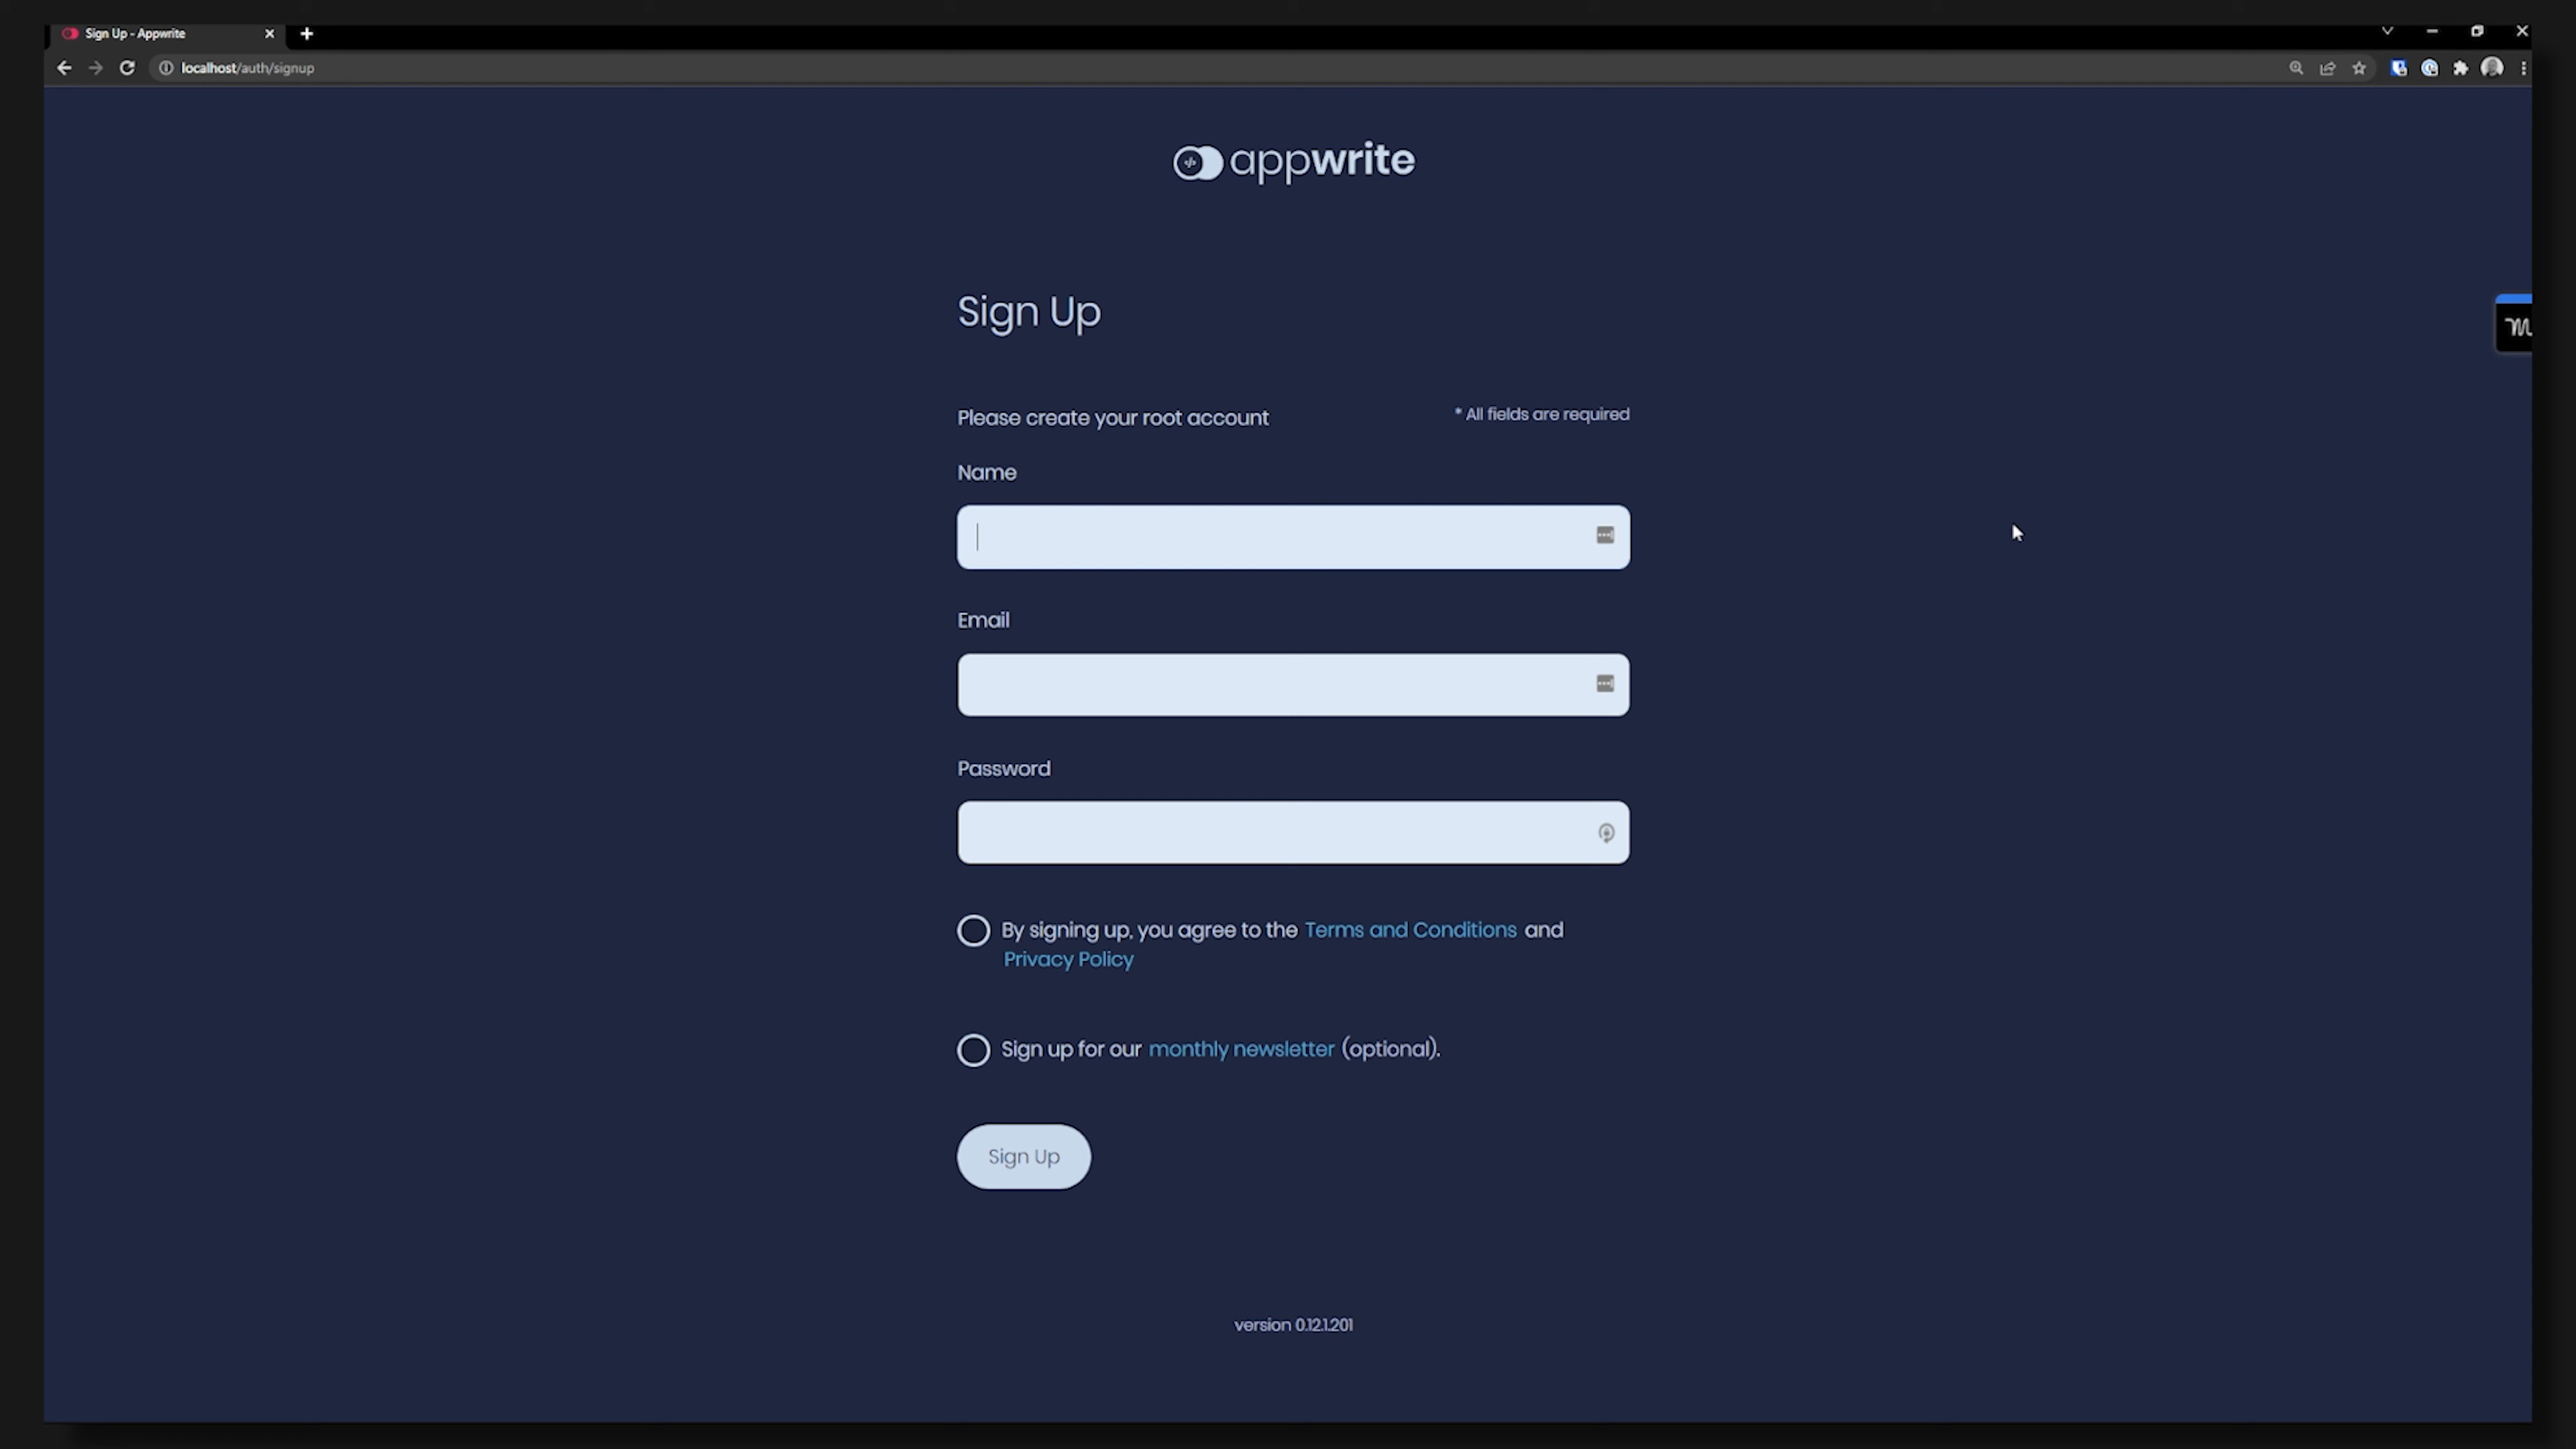 Sign Up - Appwrite
localhost/auth/signup
appwrite
Sign Up
Please create your root account
* All fields are required
Name
Email
Password
By signing up, you agree to the Terms and Conditions and
Privacy Policy
Sign up for our monthly newsletter (optional).
Sign Up
version 0.12.1.201